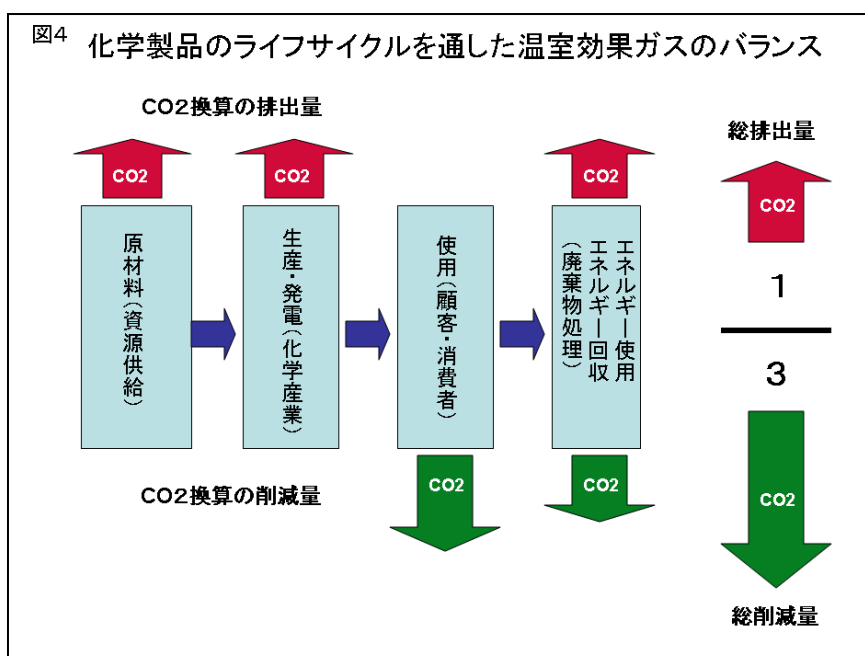 図4 化学製品のライフサイクルを通した温室効果ガスのバランス
CO2換算の排出量
総排出量
CO2
CO2
CO2
CO2
原材料(資源供給)
生産・発電(化学産業)
使用(顧客・消費者)
エネルギー使用
エネルギー回収
(廃棄物処理)
1
3
CO2換算の削減量
CO2
CO2
CO2
総削減量